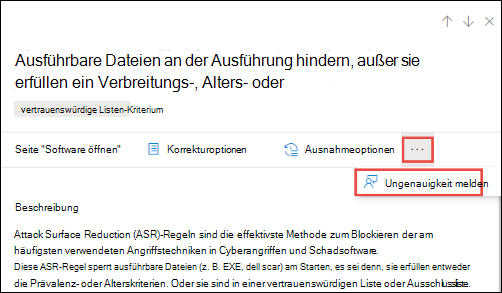 Ausführbare Dateien an der Ausführung hindern, außer sie
erfüllen ein Verbreitungs-, Alters- oder
vertrauenswürdige Listen-Kriterium
Seite "Software öffnen" Korrekturoptionen Ausnahmeoptionen ...
Ungenauigkeit melden
Beschreibung
Attack Surface Reduction (ASR)-Regeln sind die effektivste Methode zum Blockieren der am
häufigsten verwendeten Angriffstechniken in Cyberangriffen und Schadsoftware.
Diese ASR-Regel sperrt ausführbare Dateien (z. B. EXE, dell scar) am Starten, es sei denn, sie erfüllen entweder
die Prävalenz- oder Alterskriterien. Oder sie sind in einer vertrauenswürdigen Liste oder